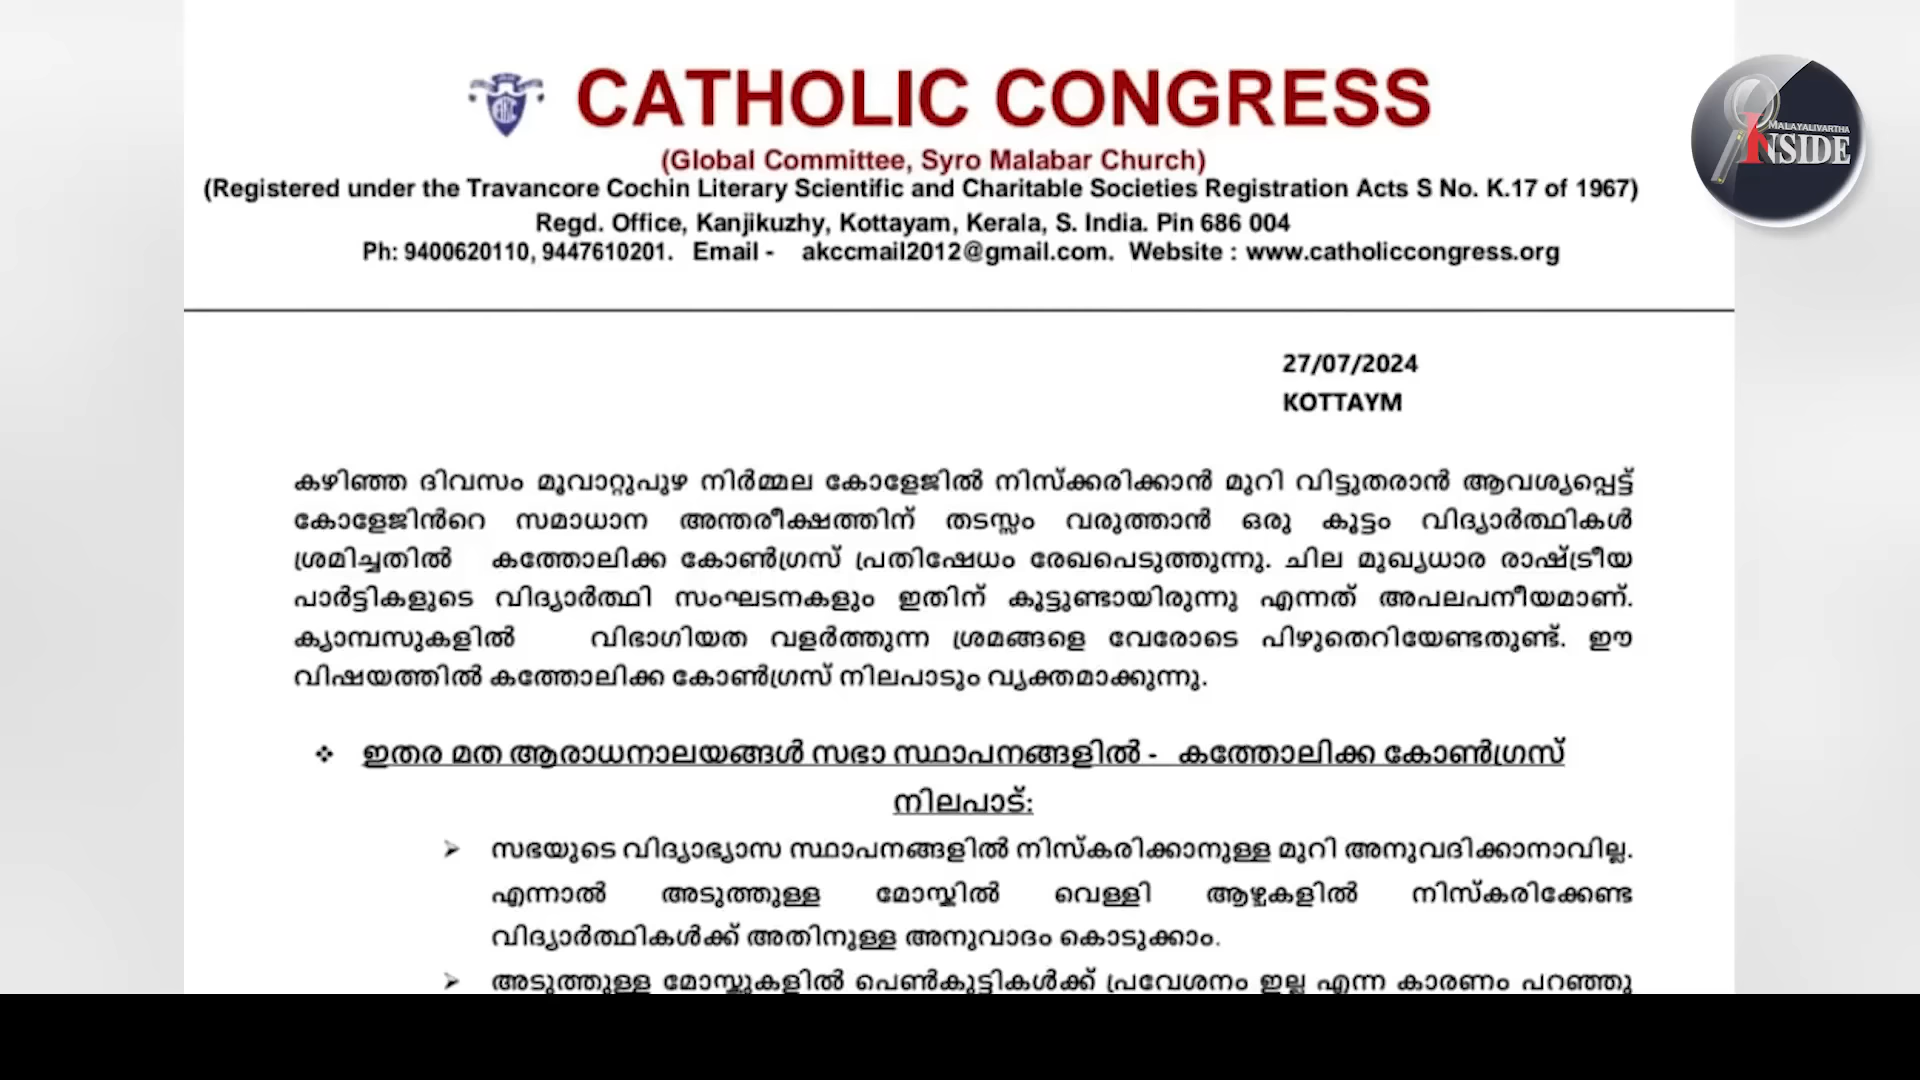 CATHOLIC CONGRESS
(Global Committee, Syro Malabar Church)
(Registered under the Travancore Cochin Literary Scientific and Charitable Societies Registration Acts S No. K.17 of 1967)
Regd. Office, Kanjikuzhy, Kottayam, Kerala, S. India. Pin 686 004
Ph: 9400620110, 9447610201. Email - akccmail2012@gmail.com. Website : www.catholiccongress.org
MALAYALIVARTHA
INSIDE
27/07/2024
KOTTAYM
കഴിഞ്ഞ ദിവസം മൂവാറ്റുപുഴ നിർമ്മല കോളേജിൽ നിസ്ക്കരിക്കാൻ മുറി വിട്ടുതരാൻ ആവശ്യപ്പെട്ട്
കോളേജിൻറെ സമാധാന അന്തരീക്ഷത്തിന് തടസ്സം വരുത്താൻ ഒരു കൂട്ടം വിദ്യാർത്ഥികൾ
ശ്രമിച്ചതിൽ കത്തോലിക്ക കോൺഗ്രസ് പ്രതിഷേധം രേഖപെടുത്തുന്നു. ചില മുഖ്യധാര രാഷ്ട്രീയ
പാർട്ടികളുടെ വിദ്യാർത്ഥി സംഘടനകളും ഇതിന് കൂട്ടുണ്ടായിരുന്നു എന്നത് അപലപനീയമാണ്.
ക്യാമ്പസുകളിൽ വിഭാഗിയത വളർത്തുന്ന ശ്രമങ്ങളെ വേരോടെ പിഴുതെറിയേണ്ടതുണ്ട്. ഈ
വിഷയത്തിൽ കത്തോലിക്ക കോൺഗ്രസ് നിലപാടും വ്യക്തമാക്കുന്നു.
❖ ഇതര മത ആരാധനാലയങ്ങൾ സഭാ സ്ഥാപനങ്ങളിൽ - കത്തോലിക്ക കോൺഗ്രസ്
നിലപാട്:
➢ സഭയുടെ വിദ്യാഭ്യാസ സ്ഥാപനങ്ങളിൽ നിസ്കരിക്കാനുള്ള മുറി അനുവദിക്കാനാവില്ല.
എന്നാൽ അടുത്തുള്ള മോസ്കിൽ വെള്ളി ആഴ്ചകളിൽ നിസ്കരിക്കേണ്ട
വിദ്യാർത്ഥികൾക്ക് അതിനുള്ള അനുവാദം കൊടുക്കാം.
➢ അടുത്തുള്ള മോസ്കുകളിൽ പെൺകുട്ടികൾക്ക് പ്രവേശനം ഇല്ല എന്ന കാരണം പറഞ്ഞു